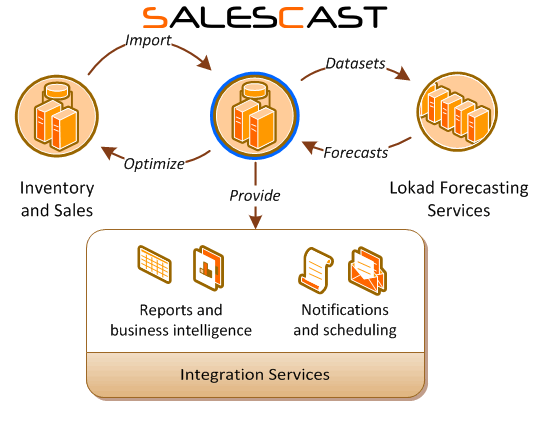 SALESCAST
Import
Datasets
Optimize
Forecasts
Inventory
and Sales
Provide
Lokad Forecasting
Services
Reports and
business intelligence
Notifications
and scheduling
Integration Services